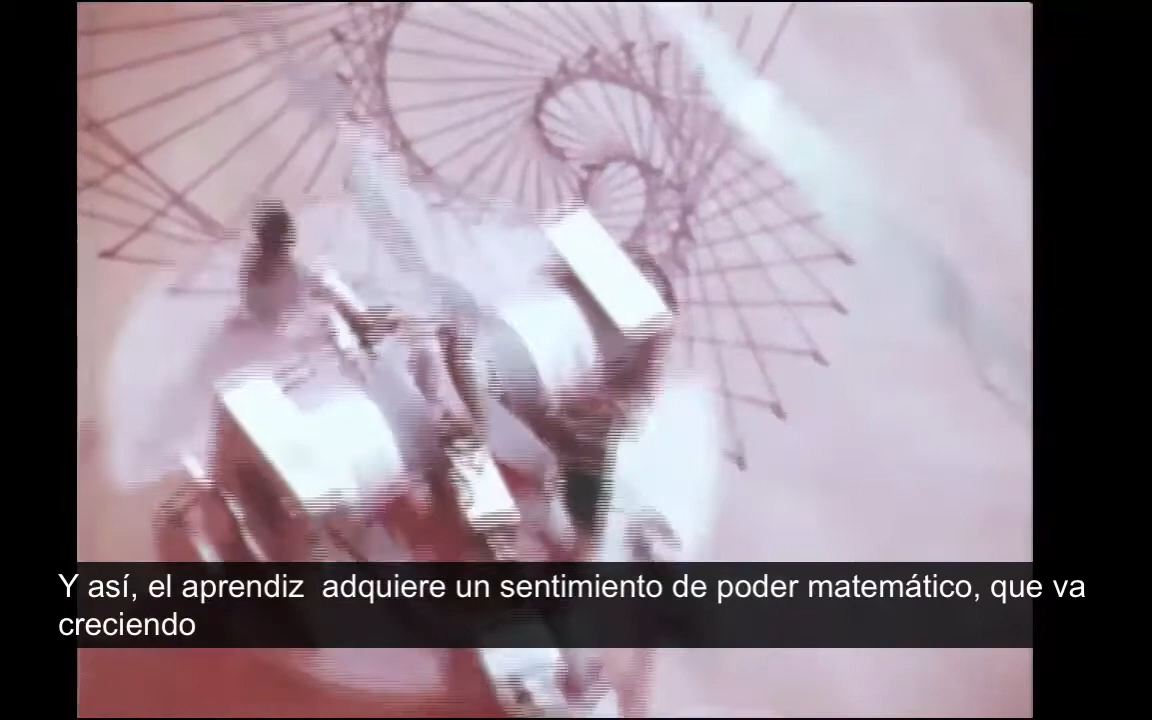 Y así, el aprendiz  adquiere un sentimiento de poder matemático, que va
creciendo